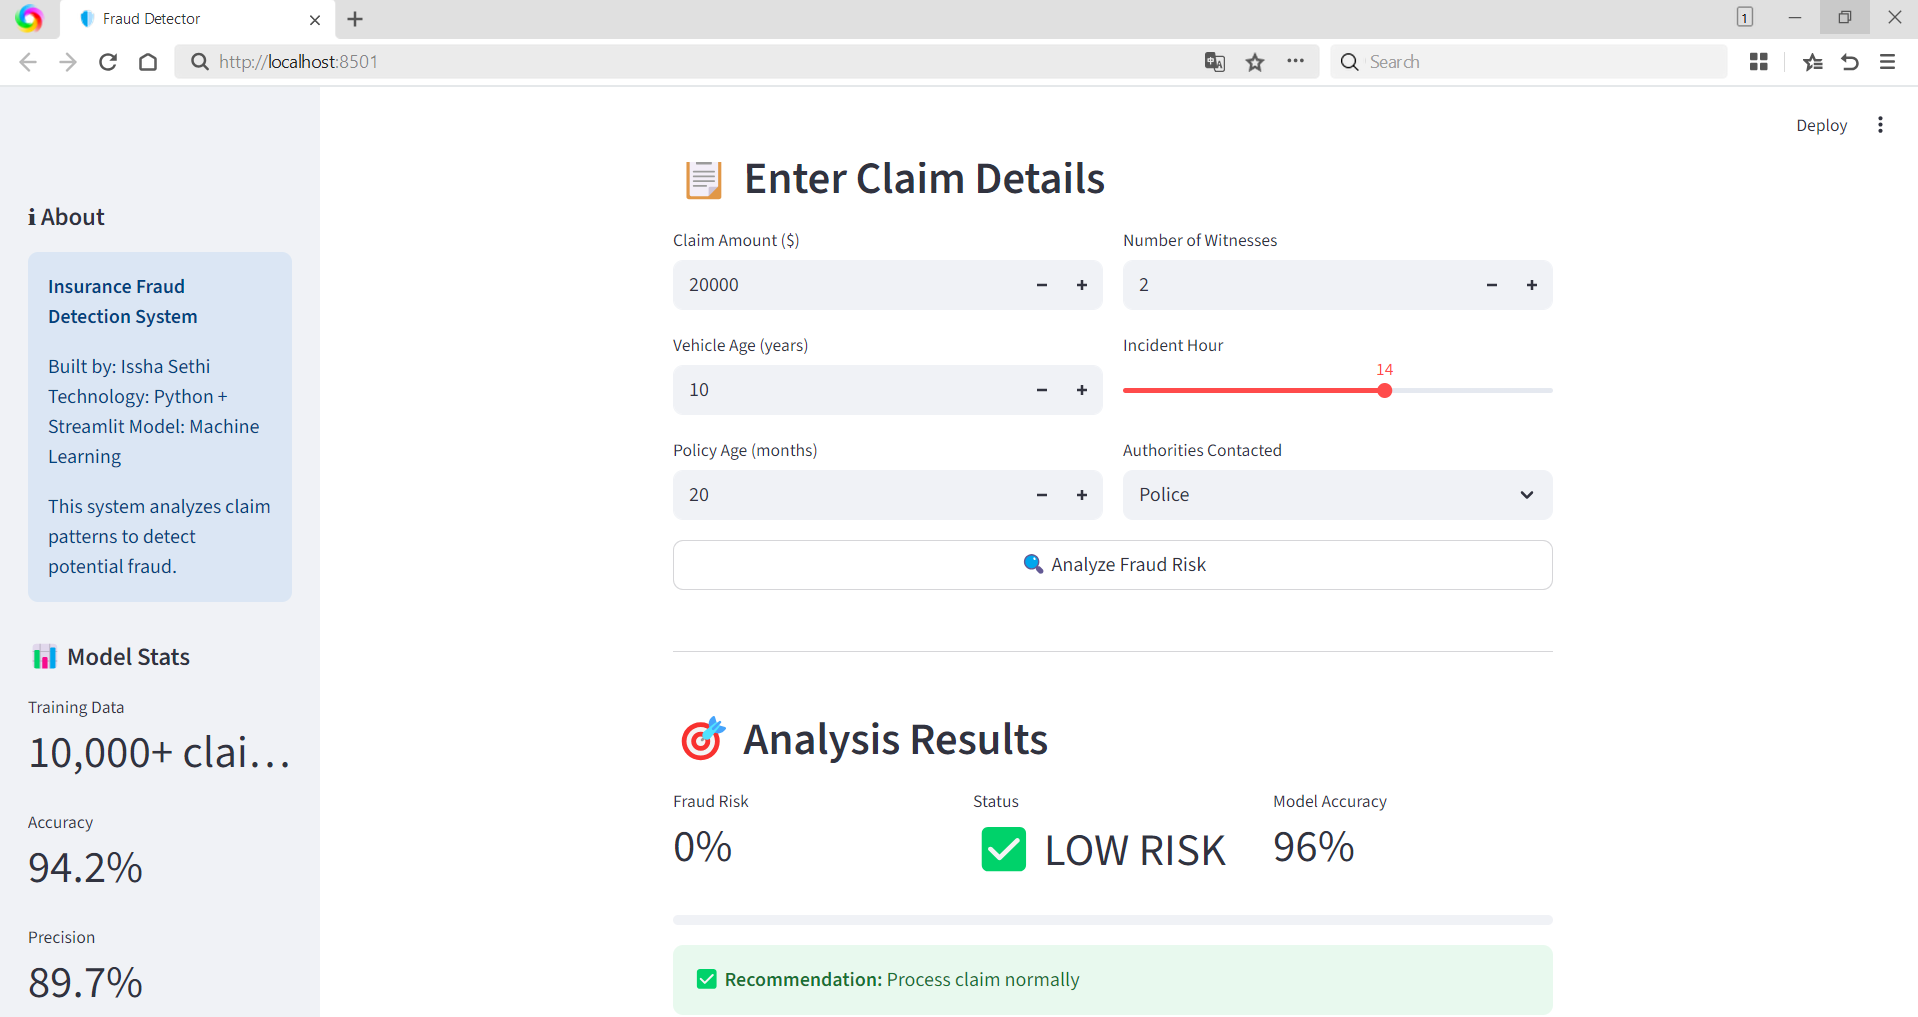 Fraud Detector
1
http://localhost:8501
Search
Deploy
About
Insurance Fraud
Detection System
Built by: Issha Sethi
Technology: Python +
Streamlit Model: Machine
Learning
This system analyzes claim
patterns to detect
potential fraud.
Model Stats
Training Data
10,000+ clai...
Accuracy
94.2%
Precision
89.7%
Enter Claim Details
Claim Amount ($)
20000
Number of Witnesses
2
Vehicle Age (years)
10
Incident Hour
14
Policy Age (months)
20
Authorities Contacted
Police
Analyze Fraud Risk
Analysis Results
Fraud Risk
0%
Status
LOW RISK
Model Accuracy
96%
Recommendation: Process claim normally